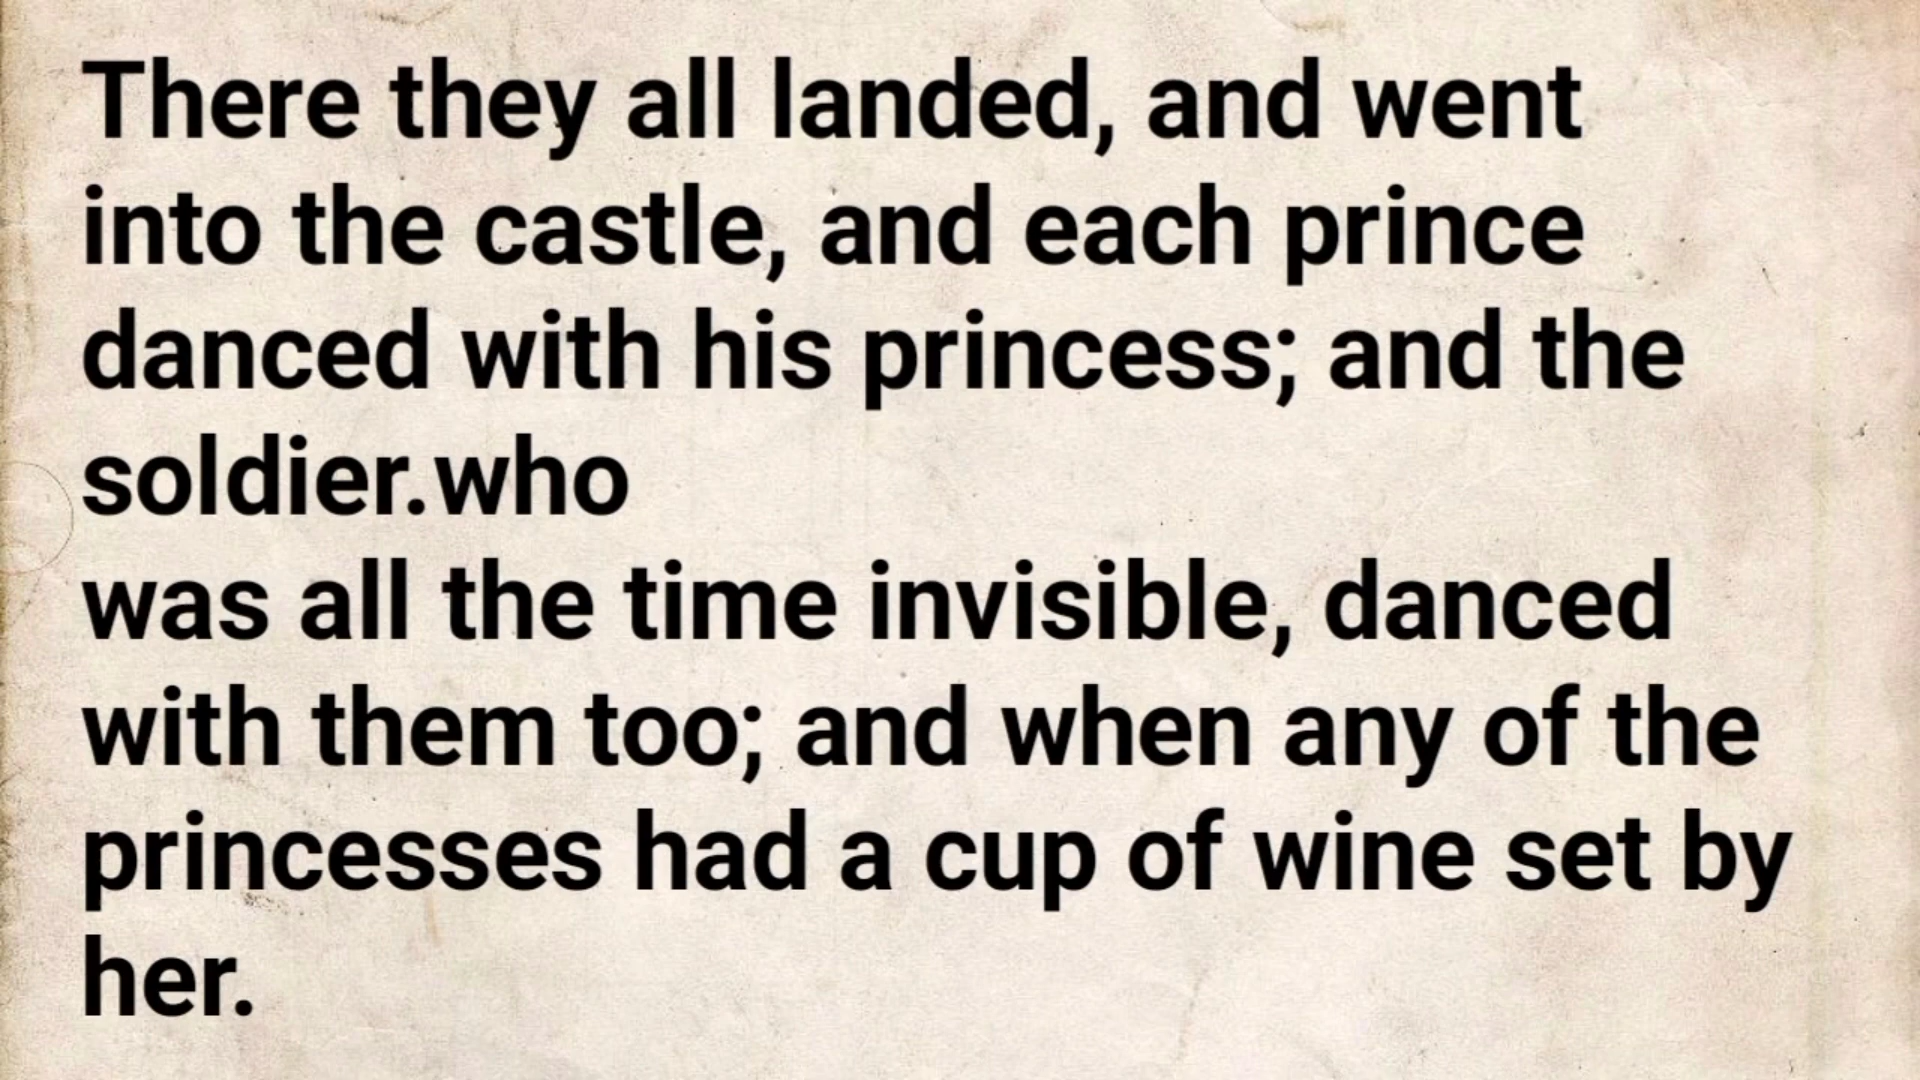 There they all landed, and went
into the castle, and each prince
danced with his princess; and the
soldier.who
was all the time invisible, danced
with them too; and when any of the
princesses had a cup of wine set by
her.